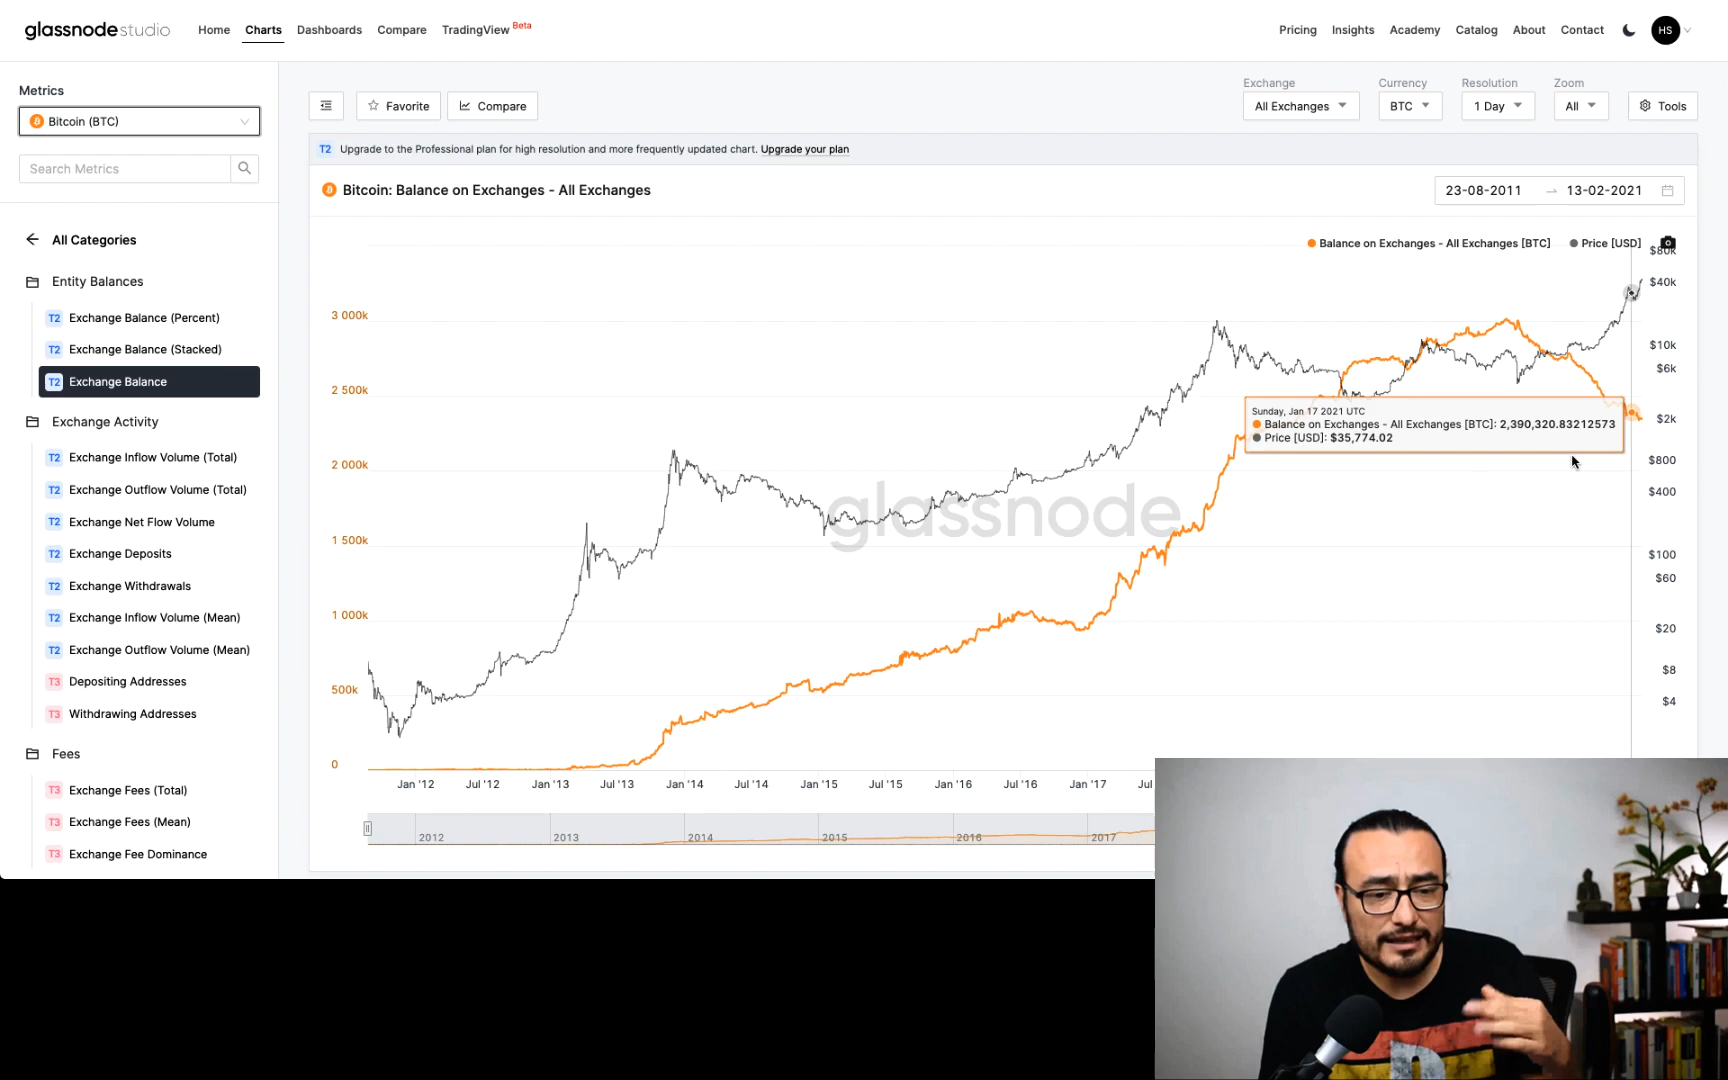 glassnode studio
Home Charts Dashboards Compare TradingView Beta
Pricing Insights Academy Catalog About Contact HS
Metrics
Bitcoin (BTC)
Search Metrics
All Categories
Entity Balances
T2 Exchange Balance (Percent)
T2 Exchange Balance (Stacked)
T2 Exchange Balance
Exchange Activity
T2 Exchange Inflow Volume (Total)
T2 Exchange Outflow Volume (Total)
T2 Exchange Net Flow Volume
T2 Exchange Deposits
T2 Exchange Withdrawals
T2 Exchange Inflow Volume (Mean)
T2 Exchange Outflow Volume (Mean)
T3 Depositing Addresses
T3 Withdrawing Addresses
Fees
T3 Exchange Fees (Total)
T3 Exchange Fees (Mean)
T3 Exchange Fee Dominance
Favorite
Compare
Exchange
All Exchanges
Currency
BTC
Resolution
1 Day
Zoom
All
Tools
T2 Upgrade to the Professional plan for high resolution and more frequently updated chart. Upgrade your plan
Bitcoin: Balance on Exchanges - All Exchanges
23-08-2011 → 13-02-2021
Balance on Exchanges - All Exchanges [BTC] Price [USD]
3 000k
2 500k
2 000k
1 500k
1 000k
500k
0
$80k
$40k
$10k
$6k
$2k
$800
$400
$100
$60
$20
$8
$4
Sunday, Jan 17 2021 UTC
Balance on Exchanges - All Exchanges [BTC]: 2,390,320.83212573
Price [USD]: $35,774.02
glassnode
Jan '12 Jul '12 Jan '13 Jul '13 Jan '14 Jul '14 Jan '15 Jul '15 Jan '16 Jul '16 Jan '17 Jul
2012 2013 2014 2015 2016 2017